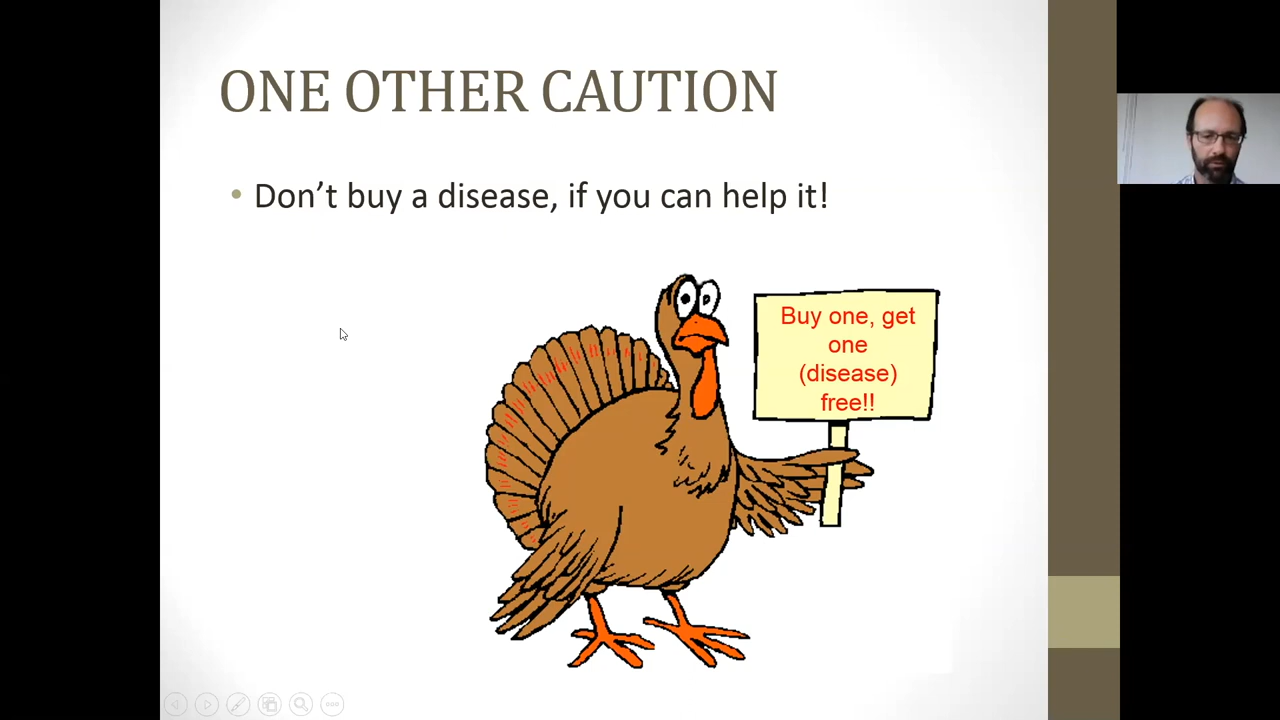 ONE OTHER CAUTION
• Don’t buy a disease, if you can help it!
Buy one, get
one
(disease)
free!!